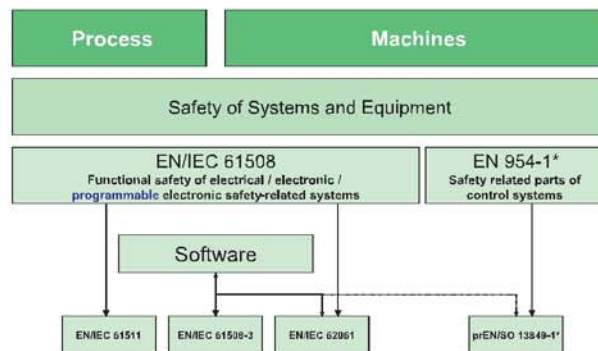 Process
Machines
Safety of Systems and Equipment
EN/IEC 61508
Functional safety of electrical / electronic /
programmable electronic safety-related systems
EN 954-1*
Safety related parts of
control systems
Software
EN/IEC 61511
EN/IEC 61508-3
EN/IEC 62061
prEN/SO 13849-1*